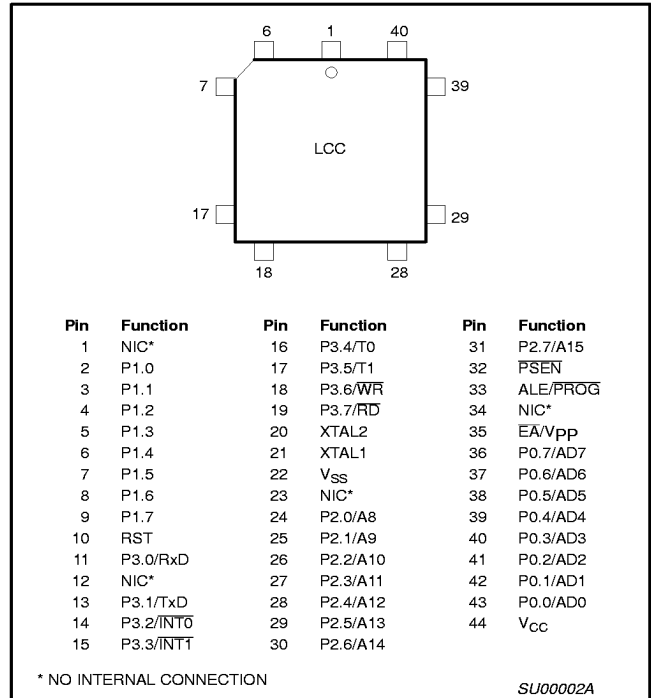 6 1 40
7 39
LCC
17 29
18 28
Pin Function Pin Function Pin Function
1 NIC* 16 P3.4/T0 31 P2.7/A15
2 P1.0 17 P3.5/T1 32 P̅S̅E̅N̅
3 P1.1 18 P3.6/W̅R̅ 33 ALE/P̅R̅O̅G̅
4 P1.2 19 P3.7/R̅D̅ 34 NIC*
5 P1.3 20 XTAL2 35 E̅A̅/VPP
6 P1.4 21 XTAL1 36 P0.7/AD7
7 P1.5 22 VSS 37 P0.6/AD6
8 P1.6 23 NIC* 38 P0.5/AD5
9 P1.7 24 P2.0/A8 39 P0.4/AD4
10 RST 25 P2.1/A9 40 P0.3/AD3
11 P3.0/RxD 26 P2.2/A10 41 P0.2/AD2
12 NIC* 27 P2.3/A11 42 P0.1/AD1
13 P3.1/TxD 28 P2.4/A12 43 P0.0/AD0
14 P3.2/I̅N̅T̅0̅ 29 P2.5/A13 44 VCC
15 P3.3/I̅N̅T̅1̅ 30 P2.6/A14
* NO INTERNAL CONNECTION
SU00002A